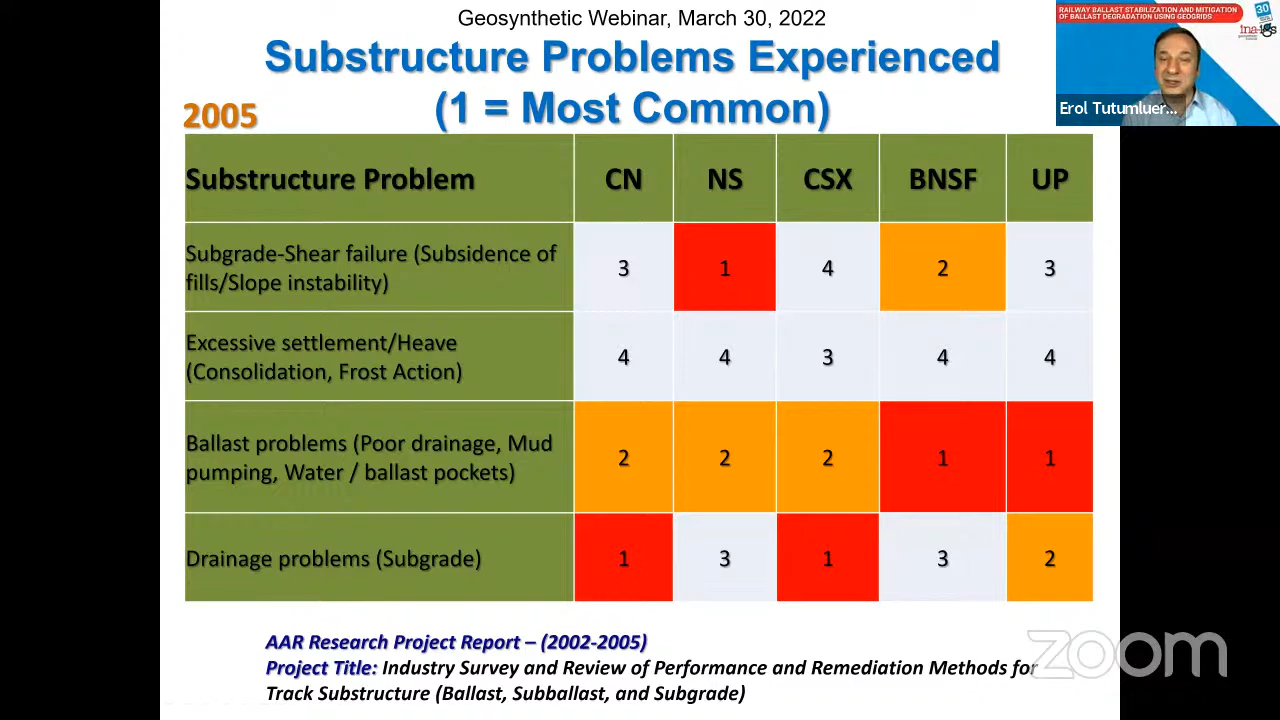 Geosynthetic Webinar, March 30, 2022
Substructure Problems Experienced
(1 = Most Common)
2005
RAILWAY BALLAST STABILIZATION AND MITIGATION
OF BALLAST DEGRADATION USING GEOGRIDS
30
ina-igs
Erol Tutumluer...
Substructure Problem CN NS CSX BNSF UP
Subgrade-Shear failure (Subsidence of
fills/Slope instability)
3 1 4 2 3
Excessive settlement/Heave
(Consolidation, Frost Action)
4 4 3 4 4
Ballast problems (Poor drainage, Mud
pumping, Water / ballast pockets)
2 2 2 1 1
Drainage problems (Subgrade) 1 3 1 3 2
AAR Research Project Report – (2002-2005)
Project Title: Industry Survey and Review of Performance and Remediation Methods for
Track Substructure (Ballast, Subballast, and Subgrade)
zoom